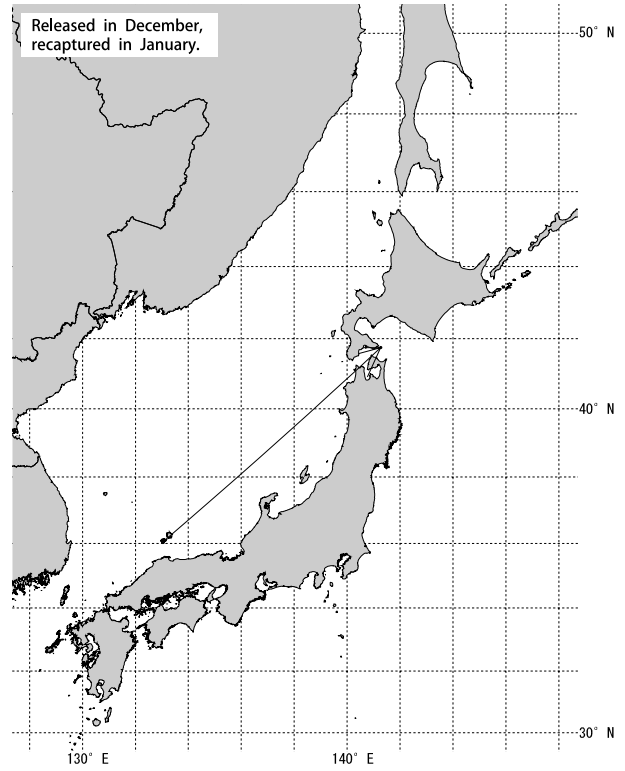 Released in December,
recaptured in January.
50° N
40° N
30° N
130° E
140° E